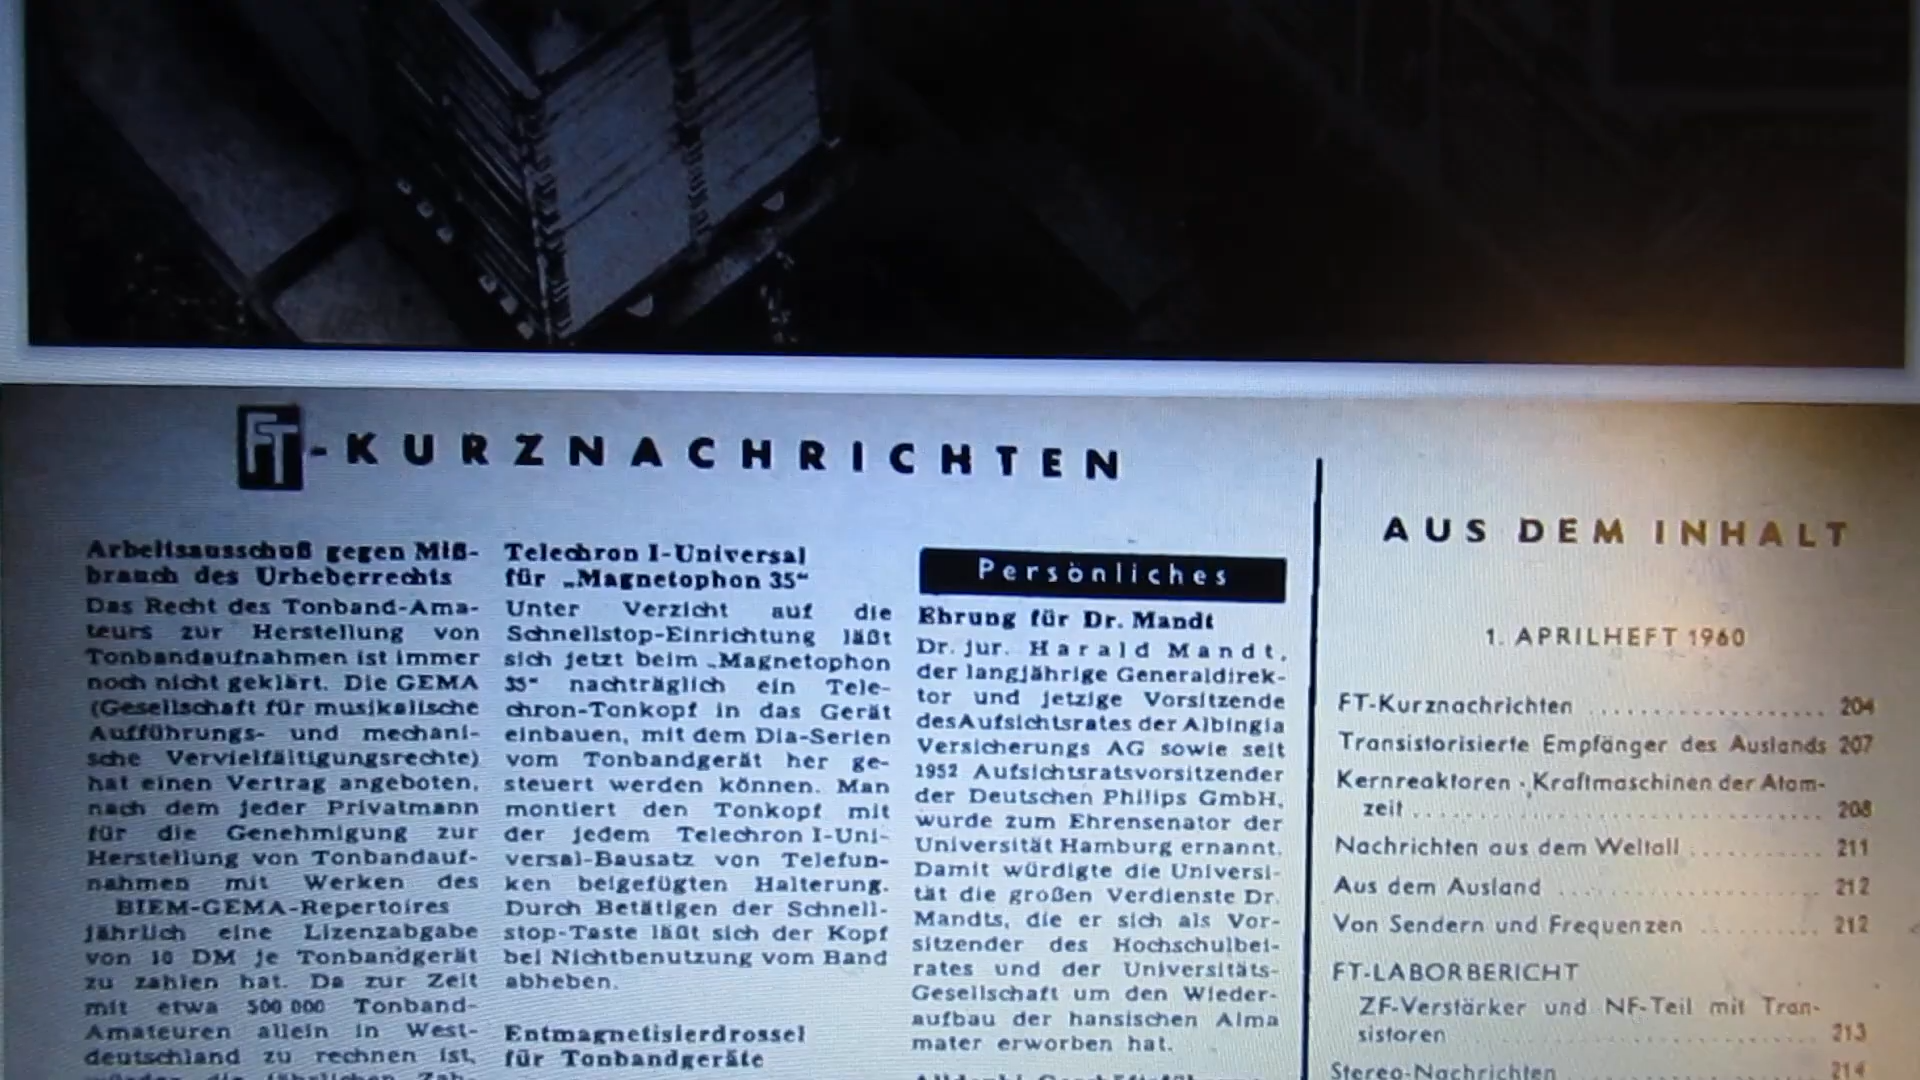 FT-KURZNACHRICHTEN
Arbeitsausschuß gegen Miß-
brauch des Urheberrechts
Das Recht des Tonband-Ama-
teurs zur Herstellung von
Tonbandaufnahmen ist immer
noch nicht geklärt. Die GEMA
(Gesellschaft für musikalische
Aufführungs- und mechani-
sche Vervielfältigungsrechte)
hat einen Vertrag angeboten,
nach dem jeder Privatmann
für die Genehmigung zur
Herstellung von Tonbandauf-
nahmen mit Werken des
BIEM-GEMA-Repertoires
jährlich eine Lizenzabgabe
von 10 DM je Tonbandgerät
zu zahlen hat. Da zur Zeit
mit etwa 500 000 Tonband-
Amateuren allein in West-
deutschland zu rechnen ist,
würden die jährlichen Zah-
Telechron I-Universal
für „Magnetophon 35"
Unter Verzicht auf die
Schnellstop-Einrichtung läßt
sich jetzt beim „Magnetophon
35" nachträglich ein Tele-
chron-Tonkopf in das Gerät
einbauen, mit dem Dia-Serien
vom Tonbandgerät her ge-
steuert werden können. Man
montiert den Tonkopf mit
der jedem Telechron I-Uni-
versal-Bausatz von Telefun-
ken beigefügten Halterung.
Durch Betätigen der Schnell-
stop-Taste läßt sich der Kopf
bei Nichtbenutzung vom Band
abheben.
Entmagnetisierdrossel
für Tonbandgeräte
Persönliches
Ehrung für Dr. Mandt
Dr. jur. Harald Mandt,
der langjährige Generaldirek-
tor und jetzige Vorsitzende
des Aufsichtsrates der Albingia
Versicherungs AG sowie seit
1952 Aufsichtsratsvorsitzender
der Deutschen Philips GmbH,
wurde zum Ehrensenator der
Universität Hamburg ernannt.
Damit würdigte die Universi-
tät die großen Verdienste Dr.
Mandts, die er sich als Vor-
sitzender des Hochschulbei-
rates und der Universitäts-
Gesellschaft um den Wieder-
aufbau der hansischen Alma
mater erworben hat.
AUS DEM INHALT
1. APRILHEFT 1960
FT-Kurznachrichten .................... 204
Transistorisierte Empfänger des Auslands 207
Kernreaktoren · Kraftmaschinen der Atom-
zeit .................... 208
Nachrichten aus dem Weltall ........... 211
Aus dem Ausland .................... 212
Von Sendern und Frequenzen .......... 212
FT-LABORBERICHT
ZF-Verstärker und NF-Teil mit Tran-
sistoren .................... 213
Stereo-Nachrichten .................... 214